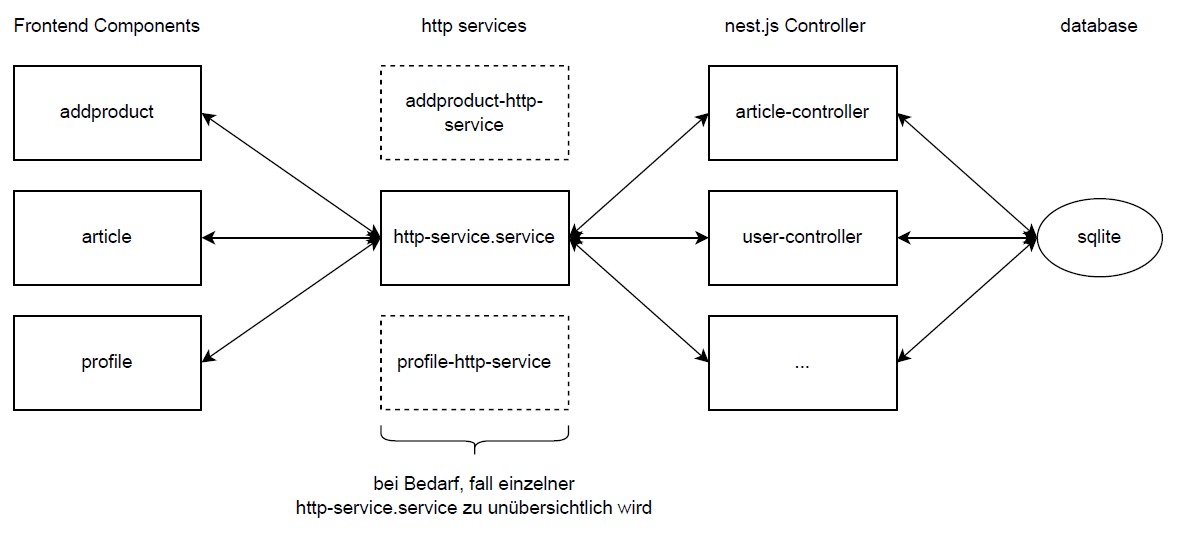 Frontend Components
http services
nest.js Controller
database
addproduct
addproduct-http-
service
article-controller
article
http-service.service
user-controller
sqlite
profile
profile-http-service
...
bei Bedarf, fall einzelner
http-service.service zu unübersichtlich wird